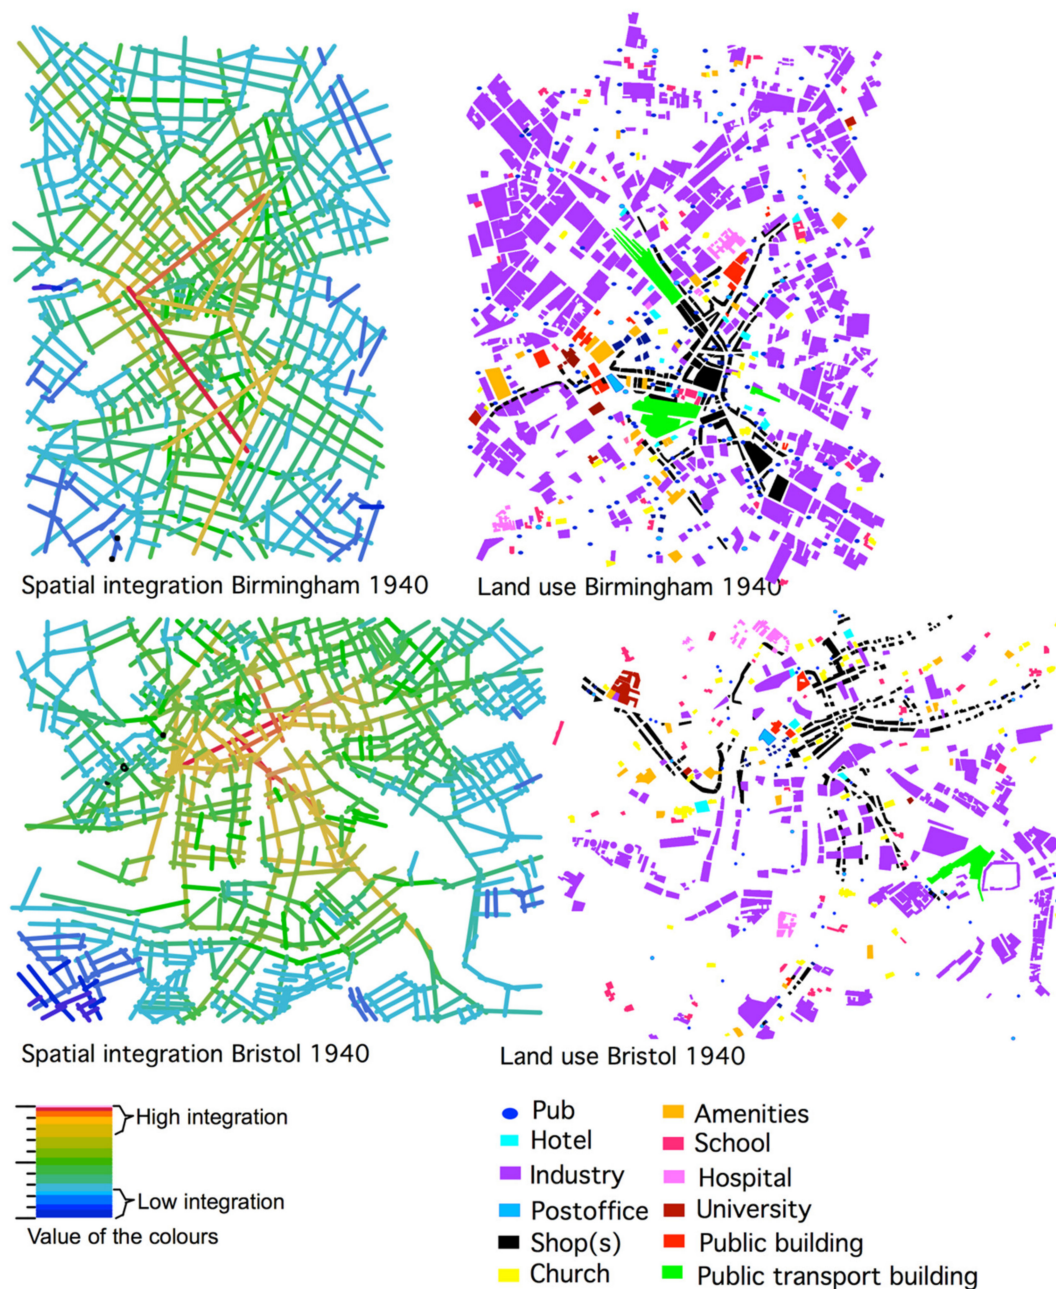 Spatial integration Birmingham 1940
Land use Birmingham 1940
Spatial integration Bristol 1940
Land use Bristol 1940
High integration
Low integration
Value of the colours
Pub
Hotel
Industry
Postoffice
Shop(s)
Church
Amenities
School
Hospital
University
Public building
Public transport building